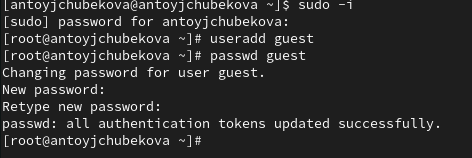 [antoyjchubekova@antoyjchubekova ~]$ sudo -i
[sudo] password for antoyjchubekova:
[root@antoyjchubekova ~]# useradd guest
[root@antoyjchubekova ~]# passwd guest
Changing password for user guest.
New password:
Retype new password:
passwd: all authentication tokens updated successfully.
[root@antoyjchubekova ~]#